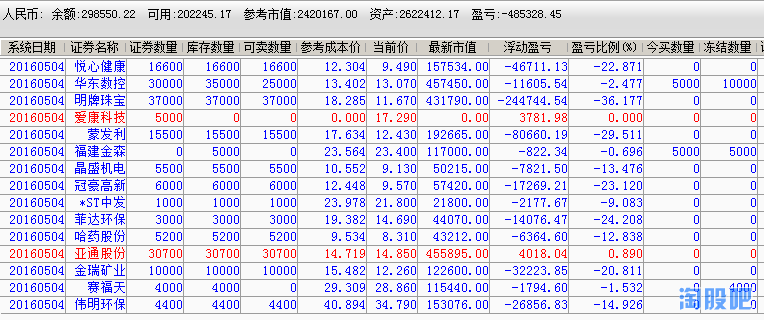 人民币: 余额:298550.22 可用:202245.17 参考市值:2420167.00 资产:2622412.17 盈亏:-485328.45
系统日期 证券名称 证券数量 库存数量 可卖数量 参考成本价 当前价 最新市值 浮动盈亏 盈亏比例(%) 今买数量 冻结数量
20160504 悦心健康 16600 16600 16600 12.304 9.490 157534.00 -46711.13 -22.871 0 0
20160504 华东数控 30000 35000 25000 13.402 13.070 457450.00 -11605.54 -2.477 5000 10000
20160504 明牌珠宝 37000 37000 37000 18.285 11.670 431790.00 -244744.54 -36.177 0 0
20160504 爱康科技 5000 0 0 0.000 17.290 0.00 3781.98 0.000 0 0
20160504 蒙发利 15500 15500 15500 17.634 12.430 192665.00 -80660.19 -29.511 0 0
20160504 福建金森 0 5000 0 23.564 23.400 117000.00 -822.34 -0.696 5000 5000
20160504 晶盛机电 5500 5500 5500 10.552 9.130 50215.00 -7821.50 -13.476 0 0
20160504 冠豪高新 6000 6000 6000 12.448 9.570 57420.00 -17269.21 -23.120 0 0
20160504 *ST中发 1000 1000 1000 23.978 21.800 21800.00 -2177.67 -9.083 0 0
20160504 菲达环保 3000 3000 3000 19.382 14.690 44070.00 -14076.47 -24.208 0 0
20160504 哈药股份 5200 5200 5200 9.534 8.310 43212.00 -6364.60 -12.838 0 0
20160504 亚通股份 30700 30700 30700 14.719 14.850 455895.00 4018.04 0.890 0 0
20160504 金瑞矿业 10000 10000 10000 15.482 12.260 122600.00 -32223.85 -20.811 0 0
20160504 赛福天 4000 4000 0 29.309 28.860 115440.00 -1794.60 -1.532 0 4000
20160504 伟明环保 4400 4400 4400 40.894 34.790 153076.00 -26856.83 -14.926 0 0
淘股吧